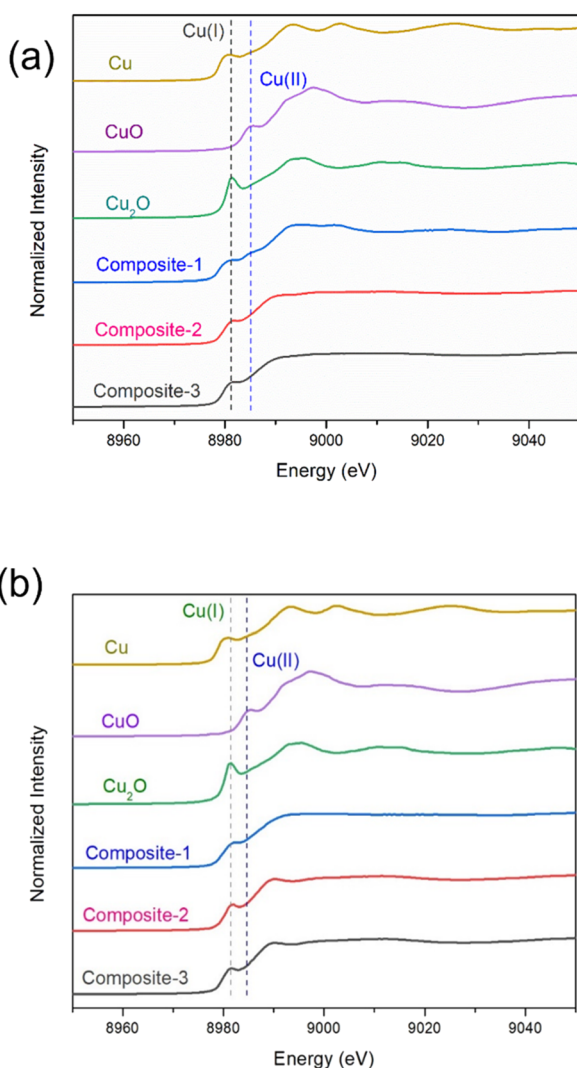 (a)
Cu(I)
Cu
Cu(II)
CuO
Cu₂O
Composite-1
Composite-2
Composite-3
Normalized Intensity
8960 8980 9000 9020 9040
Energy (eV)
(b)
Cu(I)
Cu
Cu(II)
CuO
Cu₂O
Composite-1
Composite-2
Composite-3
Normalized Intensity
8960 8980 9000 9020 9040
Energy (eV)